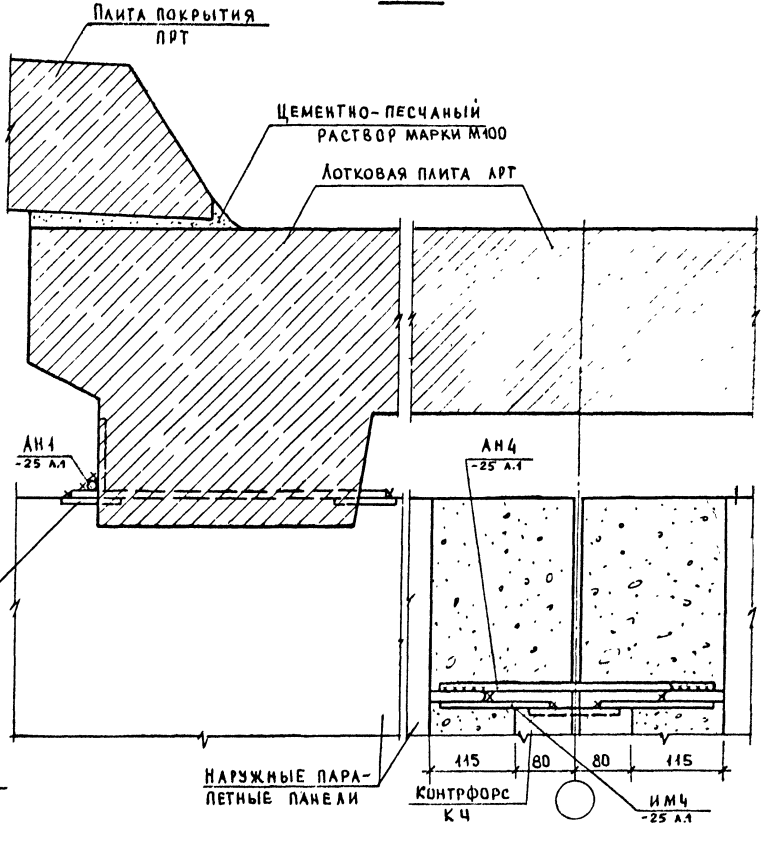 Плита покрытия
ПРТ
Цементно-песчаный
раствор марки М100
Лотковая плита ЛРТ
АН1
-25 л.1
АН4
-25 л.1
115
80
80
115
Наружные пара-
петные панели
Контрфорс
К4
ИМ4
-25 л.1